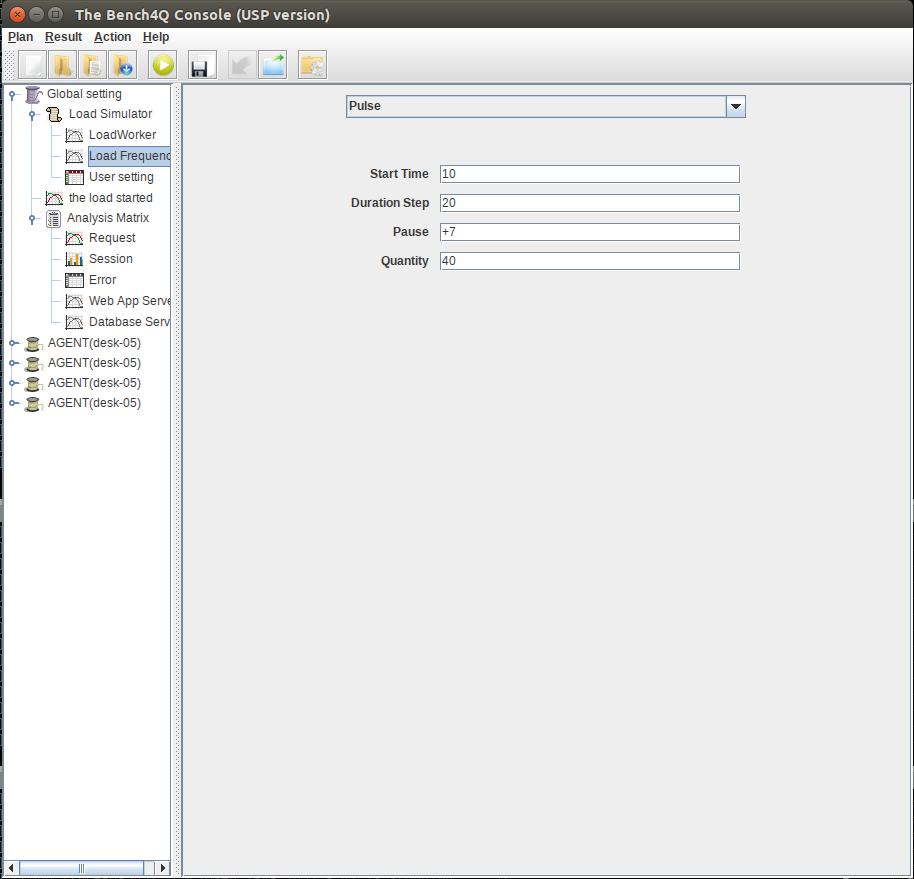 The Bench4Q Console (USP version)
Plan Result Action Help
Global setting
Load Simulator
LoadWorker
Load Frequenc
User setting
the load started
Analysis Matrix
Request
Session
Error
Web App Serve
Database Serv
AGENT(desk-05)
AGENT(desk-05)
AGENT(desk-05)
AGENT(desk-05)
Pulse
Start Time 10
Duration Step 20
Pause +7
Quantity 40